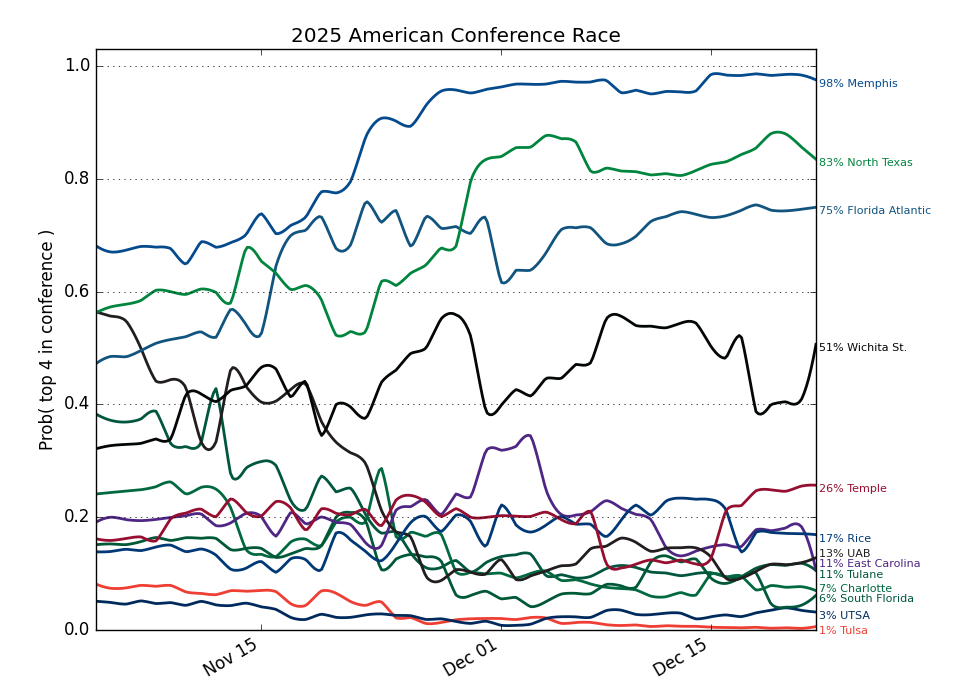 2025 American Conference Race
Prob( top 4 in conference )
1.0
0.8
0.6
0.4
0.2
0.0
Nov 15
Dec 01
Dec 15
98% Memphis
83% North Texas
75% Florida Atlantic
51% Wichita St.
26% Temple
17% Rice
13% UAB
11% East Carolina
11% Tulane
7% Charlotte
6% South Florida
3% UTSA
1% Tulsa